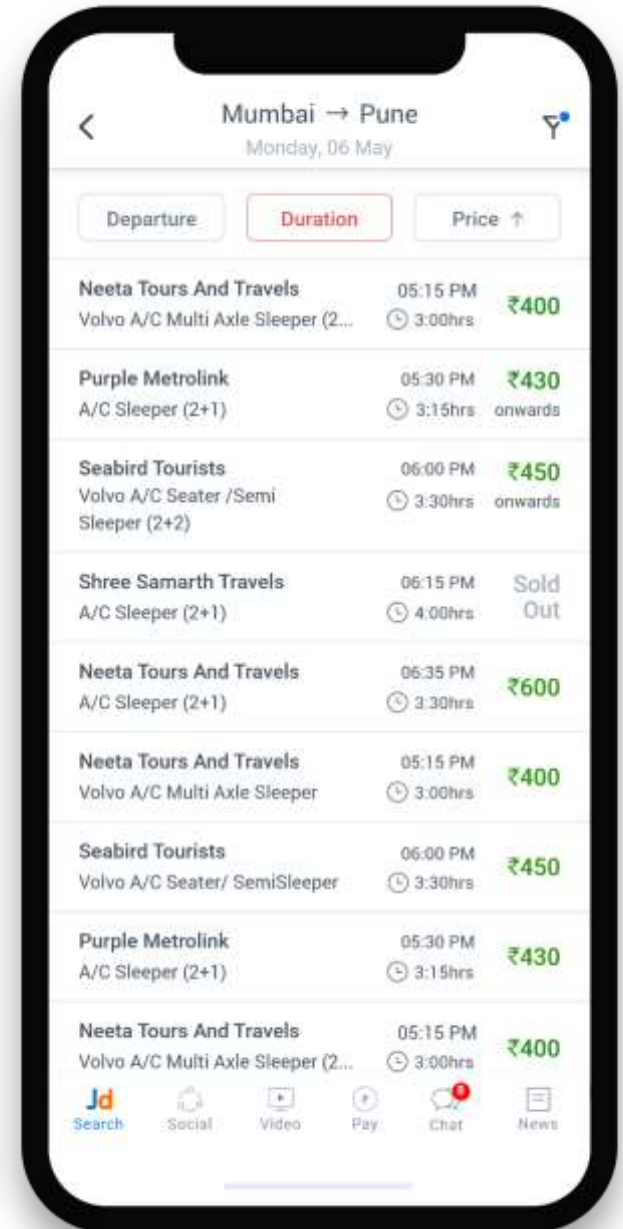 Mumbai → Pune
Monday, 06 May
Departure Duration Price ↑
Neeta Tours And Travels 05:15 PM ₹400
Volvo A/C Multi Axle Sleeper (2... 3:00hrs
Purple Metrolink 05:30 PM ₹430
A/C Sleeper (2+1) 3:15hrs onwards
Seabird Tourists 06:00 PM ₹450
Volvo A/C Seater /Semi 3:30hrs onwards
Sleeper (2+2)
Shree Samarth Travels 06:15 PM Sold
A/C Sleeper (2+1) 4:00hrs Out
Neeta Tours And Travels 06:35 PM ₹600
A/C Sleeper (2+1) 3:30hrs
Neeta Tours And Travels 05:15 PM ₹400
Volvo A/C Multi Axle Sleeper 3:00hrs
Seabird Tourists 06:00 PM ₹450
Volvo A/C Seater/ SemiSleeper 3:30hrs
Purple Metrolink 05:30 PM ₹430
A/C Sleeper (2+1) 3:15hrs
Neeta Tours And Travels 05:15 PM ₹400
Volvo A/C Multi Axle Sleeper (2... 3:00hrs
Jd
Search Social Video Pay Chat News